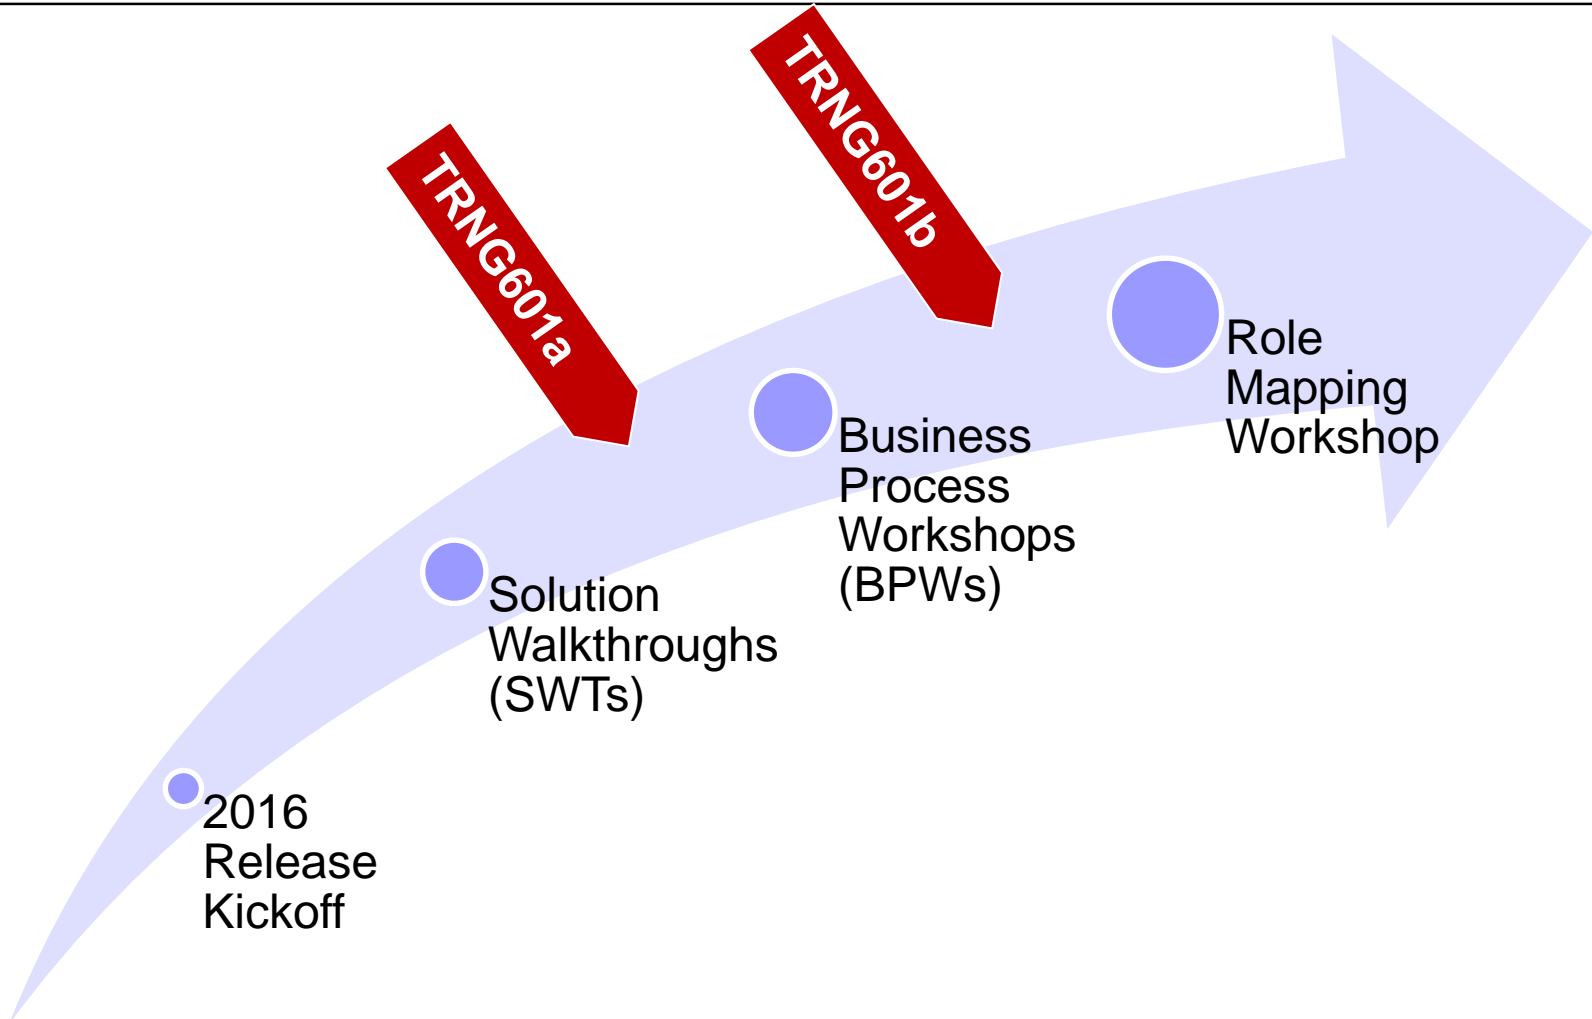 TRNG601a
TRNG601b
Role
Mapping
Workshop
Business
Process
Workshops
(BPWs)
Solution
Walkthroughs
(SWTs)
2016
Release
Kickoff